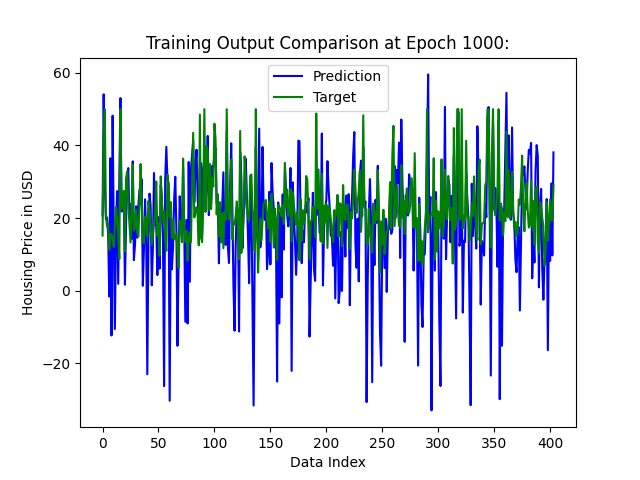 Training Output Comparison at Epoch 1000:
Prediction
Target
Housing Price in USD
60
40
20
0
−20
0 50 100 150 200 250 300 350 400
Data Index